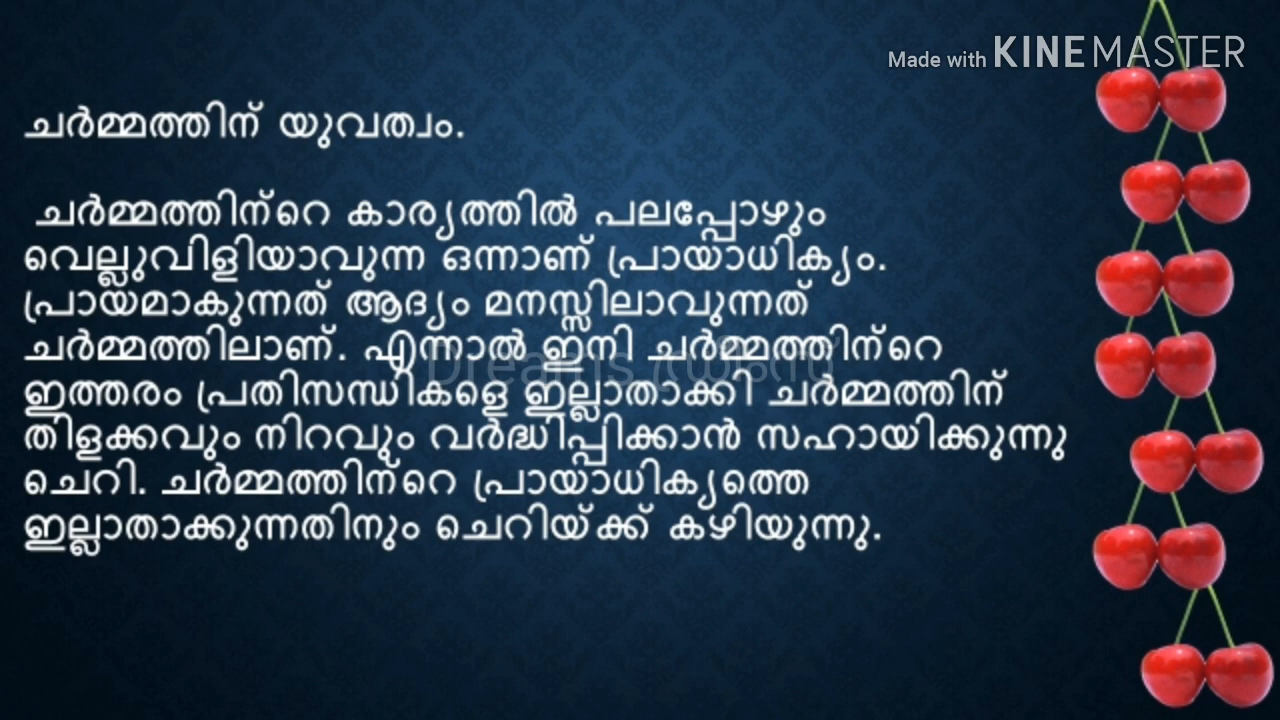 Made with KINEMASTER
ചർമ്മത്തിന് യുവത്വം.
ചർമ്മത്തിന്റെ കാര്യത്തിൽ പലപ്പോഴും
വെല്ലുവിളിയാവുന്ന ഒന്നാണ് പ്രായാധിക്യം.
പ്രായമാകുന്നത് ആദ്യം മനസ്സിലാവുന്നത്
ചർമ്മത്തിലാണ്. എന്നാൽ ഇനി ചർമ്മത്തിന്റെ
ഇത്തരം പ്രതിസന്ധികളെ ഇല്ലാതാക്കി ചർമ്മത്തിന്
തിളക്കവും നിറവും വർദ്ധിപ്പിക്കാൻ സഹായിക്കുന്നു
ചെറി. ചർമ്മത്തിന്റെ പ്രായാധിക്യത്തെ
ഇല്ലാതാക്കുന്നതിനും ചെറിയ്ക്ക് കഴിയുന്നു.
Dreams